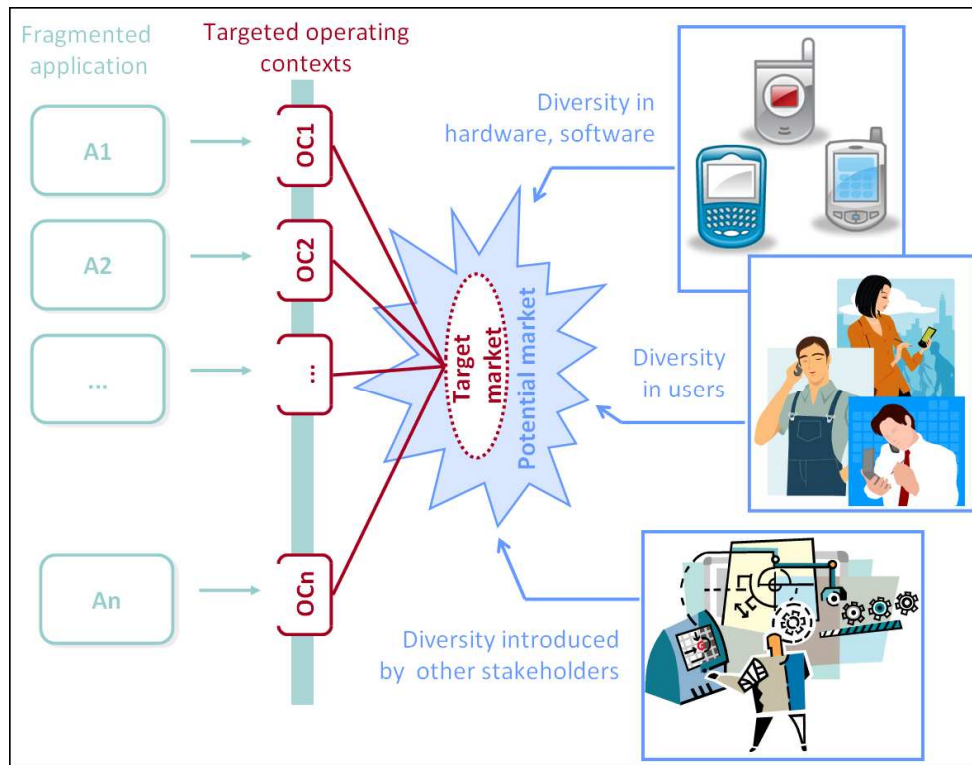 Fragmented
application
Targeted operating
contexts
A1
OC1
A2
OC2
...
...
An
OCn
Target
market
Potential market
Diversity in
hardware, software
Diversity
in users
Diversity introduced
by other stakeholders